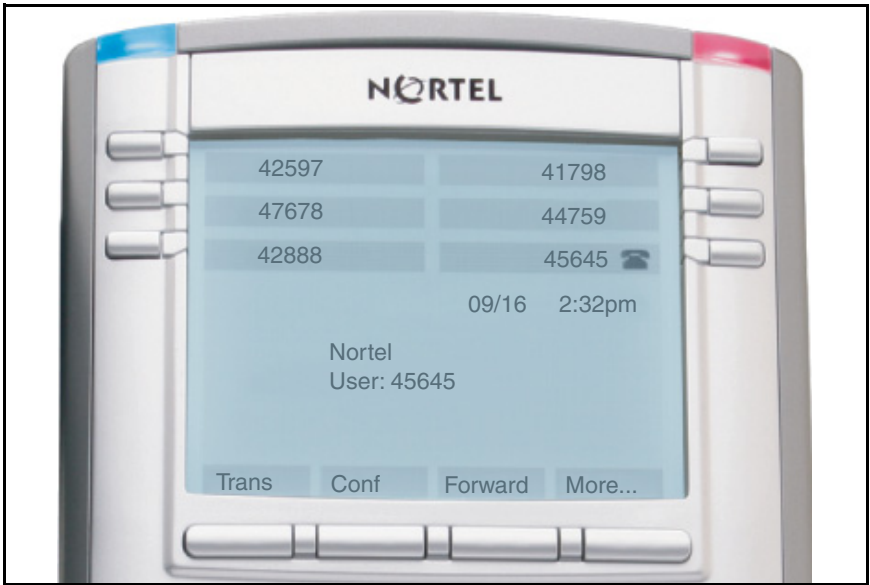 NORTEL
42597 41798
47678 44759
42888 45645
09/16 2:32pm
Nortel
User: 45645
Trans Conf Forward More...